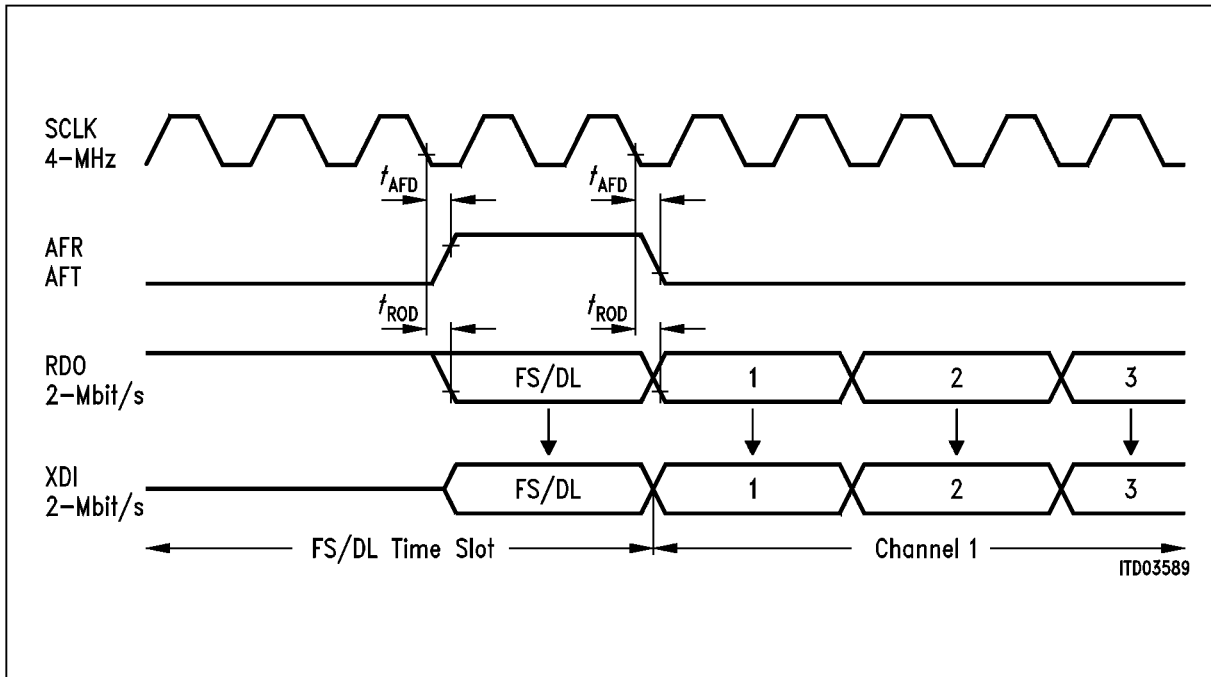 SCLK
4-MHz
tAFD
tAFD
AFR
AFT
tROD
tROD
RDO
2-Mbit/s
FS/DL
1
2
3
XDI
2-Mbit/s
FS/DL
1
2
3
FS/DL Time Slot
Channel 1
ITD03589